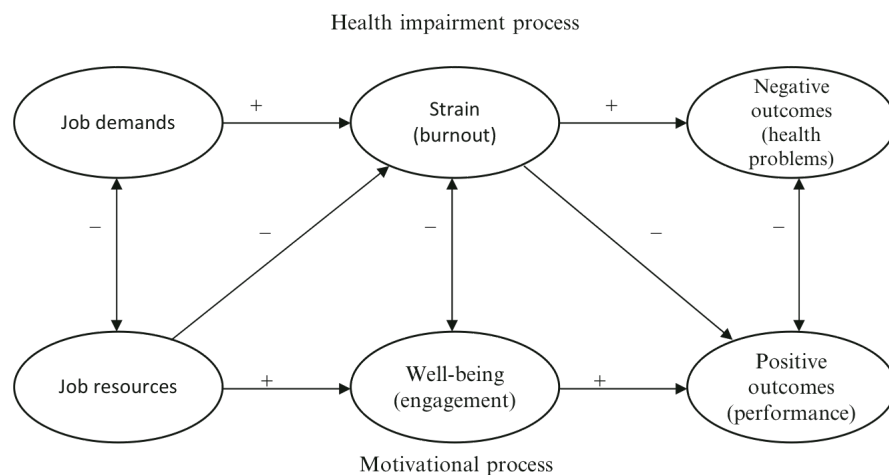 Health impairment process
Job demands
+
Strain
(burnout)
+
Negative
outcomes
(health
problems)
–
–
–
–
–
Job resources
+
Well-being
(engagement)
+
Positive
outcomes
(performance)
Motivational process